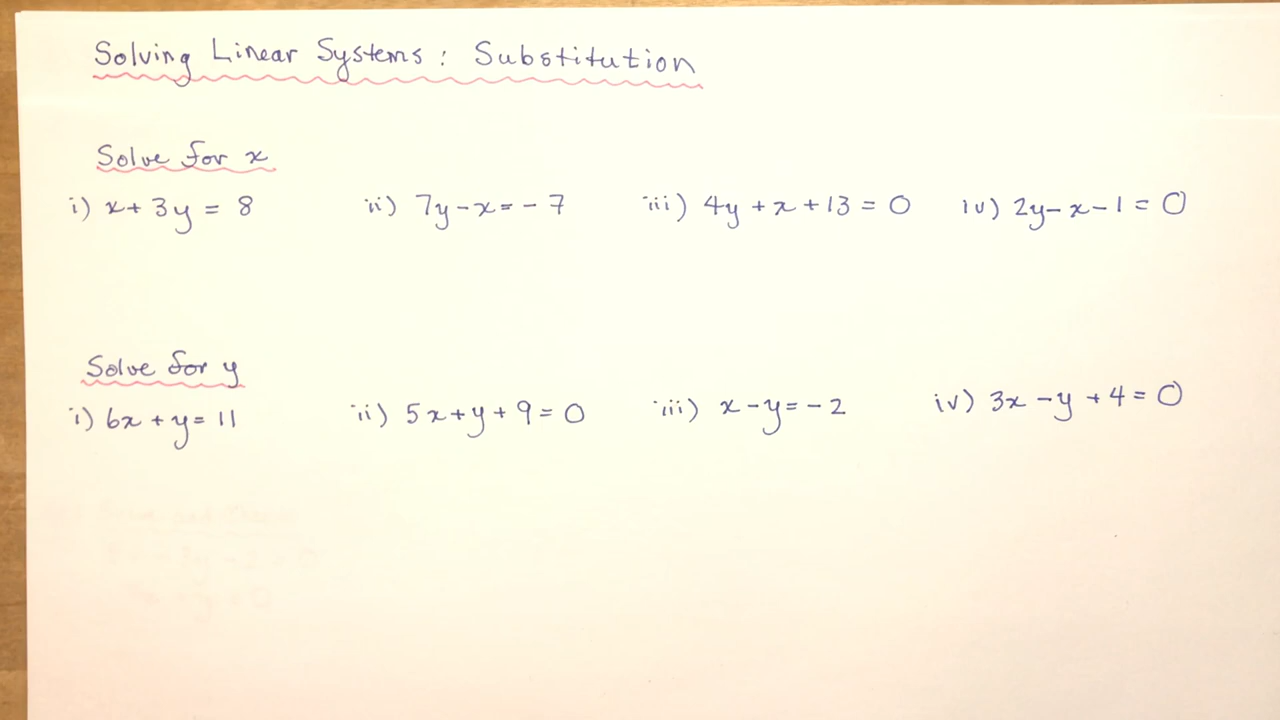 Solving Linear Systems: Substitution
Solve for x
i) x + 3y = 8 ii) 7y - x = - 7 iii) 4y + x + 13 = 0 iv) 2y - x - 1 = 0
Solve for y
i) 6x + y = 11 ii) 5x + y + 9 = 0 iii) x - y = - 2 iv) 3x - y + 4 = 0